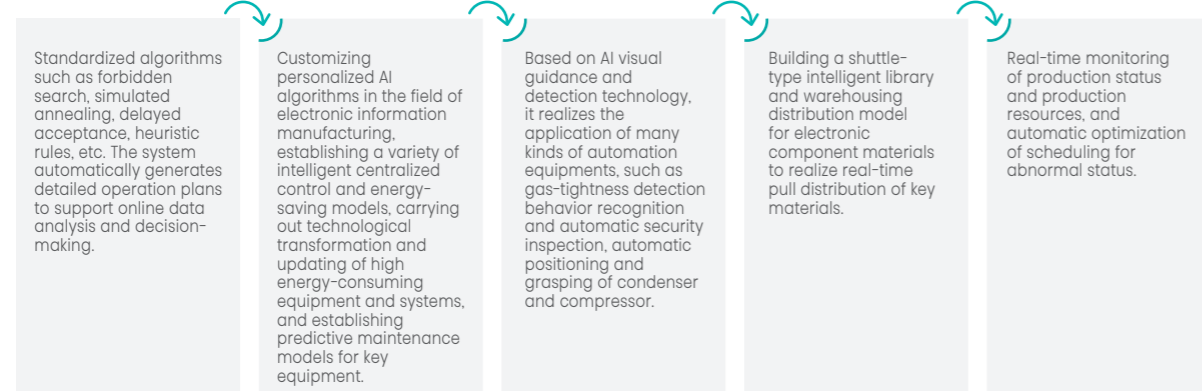 Standardized algorithms
such as forbidden
search, simulated
annealing, delayed
acceptance, heuristic
rules, etc. The system
automatically generates
detailed operation plans
to support online data
analysis and decision-
making.
Customizing
personalized AI
algorithms in the field of
electronic information
manufacturing,
establishing a variety of
intelligent centralized
control and energy-
saving models, carrying
out technological
transformation and
updating of high
energy-consuming
equipment and systems,
and establishing
predictive maintenance
models for key
equipment.
Based on AI visual
guidance and
detection technology,
it realizes the
application of many
kinds of automation
equipments, such as
gas-tightness detection
behavior recognition
and automatic security
inspection, automatic
positioning and
grasping of condenser
and compressor.
Building a shuttle-
type intelligent library
and warehousing
distribution model
for electronic
component materials
to realize real-time
pull distribution of key
materials.
Real-time monitoring
of production status
and production
resources, and
automatic optimization
of scheduling for
abnormal status.